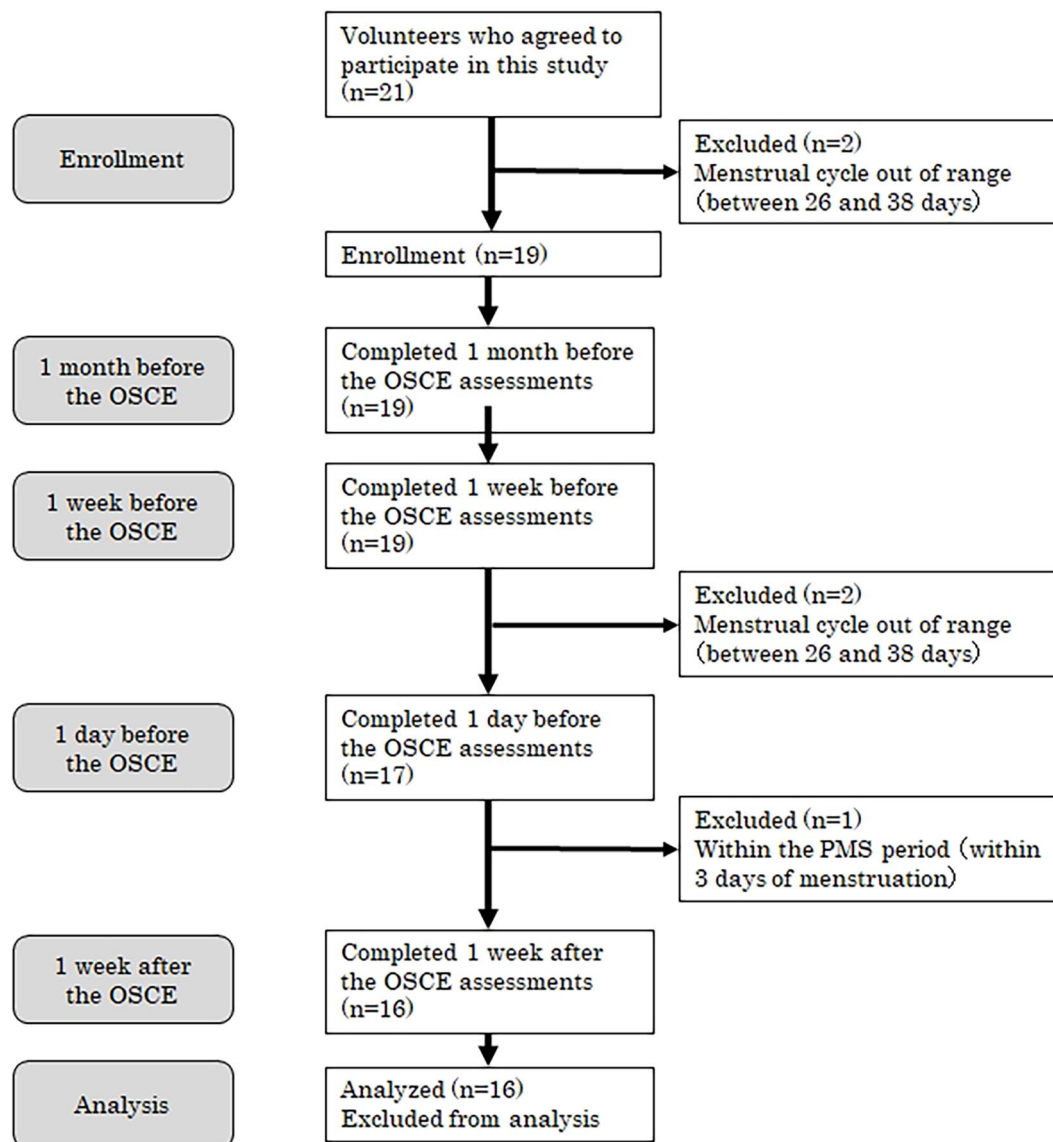 Volunteers who agreed to
participate in this study
(n=21)
Enrollment
Excluded (n=2)
Menstrual cycle out of range
(between 26 and 38 days)
Enrollment (n=19)
1 month before
the OSCE
Completed 1 month before
the OSCE assessments
(n=19)
1 week before
the OSCE
Completed 1 week before
the OSCE assessments
(n=19)
Excluded (n=2)
Menstrual cycle out of range
(between 26 and 38 days)
1 day before
the OSCE
Completed 1 day before
the OSCE assessments
(n=17)
Excluded (n=1)
Within the PMS period (within
3 days of menstruation)
1 week after
the OSCE
Completed 1 week after
the OSCE assessments
(n=16)
Analysis
Analyzed (n=16)
Excluded from analysis